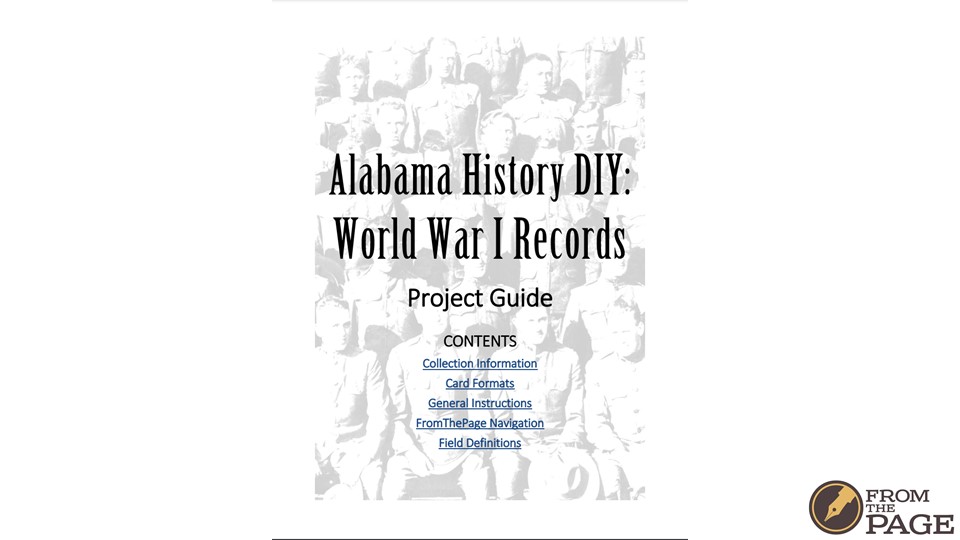 Alabama History DIY:
World War I Records
Project Guide
CONTENTS
Collection Information
Card Formats
General Instructions
FromThePage Navigation
Field Definitions
FROM
THE
PAGE